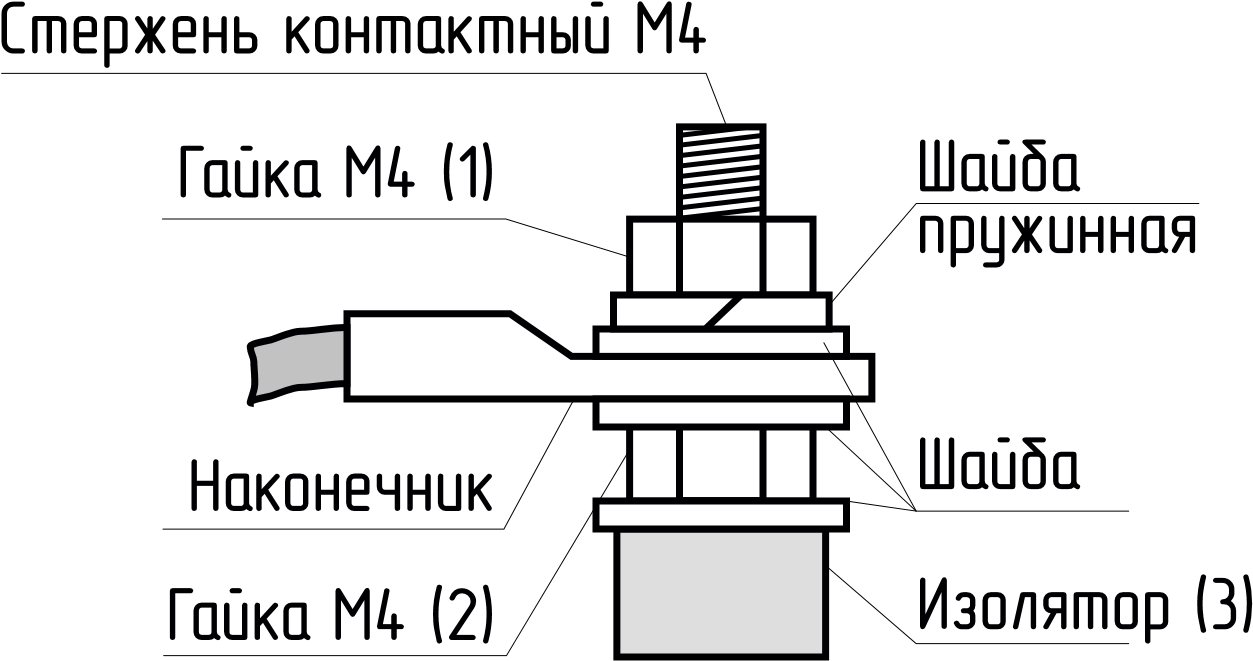 Стержень контактный М4
Гайка М4 (1)
Шайба
пружинная
Наконечник
Шайба
Гайка М4 (2)
Изолятор (3)